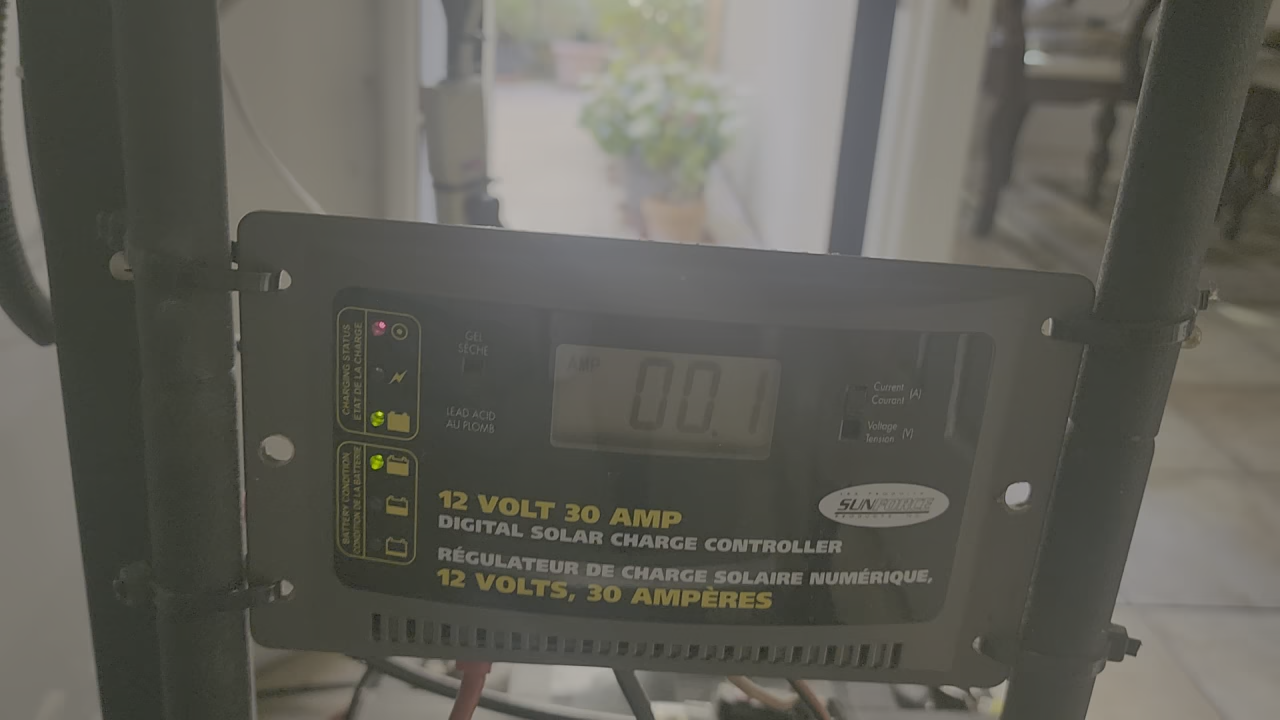 CHARGING STATUS
ÉTAT DE LA CHARGE
BATTERY CONDITION
CONDITION DE LA BATTERIE
GEL
SÈCHE
LEAD ACID
AU PLOMB
AMP
00.1
Current
Courant (A)
Voltage
Tension (V)
SUNFORCE
12 VOLT 30 AMP
DIGITAL SOLAR CHARGE CONTROLLER
RÉGULATEUR DE CHARGE SOLAIRE NUMÉRIQUE,
12 VOLTS, 30 AMPÈRES